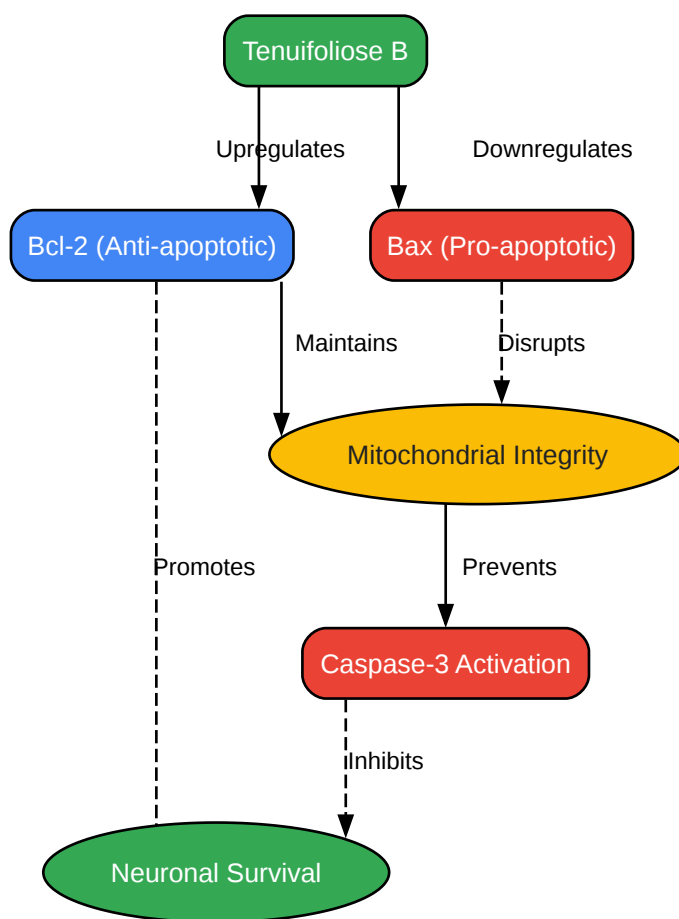 Tenuifoliose B
Upregulates
Downregulates
Bcl-2 (Anti-apoptotic)
Bax (Pro-apoptotic)
Maintains
Disrupts
Mitochondrial Integrity
Promotes
Prevents
Caspase-3 Activation
Inhibits
Neuronal Survival